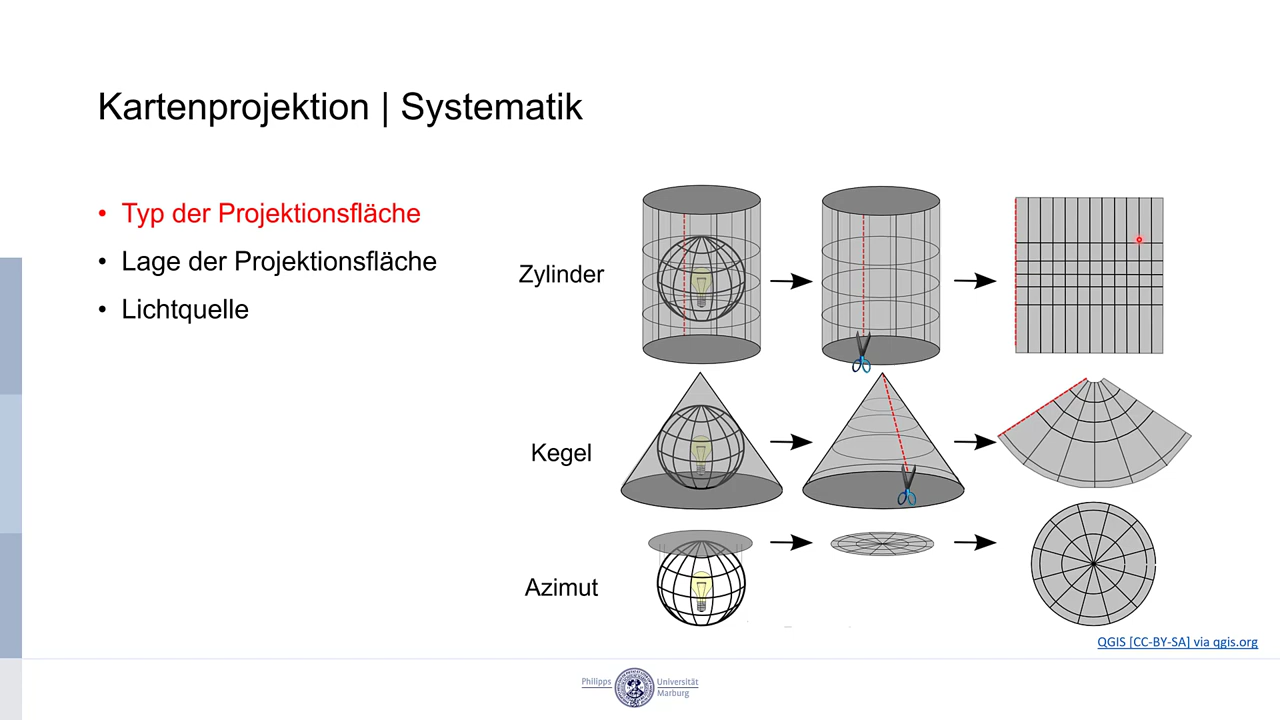 Kartenprojektion | Systematik
• Typ der Projektionsfläche
• Lage der Projektionsfläche
• Lichtquelle
Zylinder
Kegel
Azimut
QGIS [CC-BY-SA] via qgis.org
Philipps Universität
Marburg